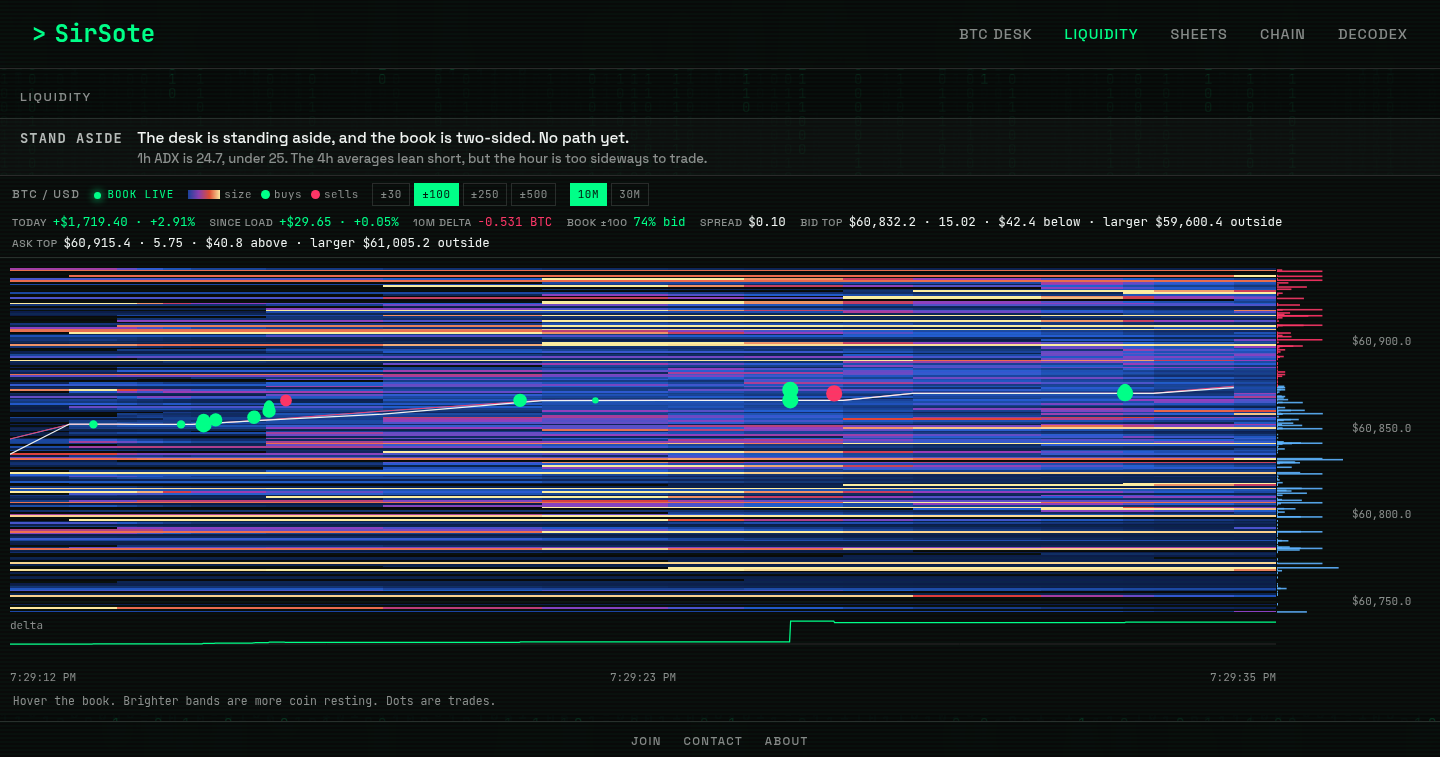 > SirSote
BTC DESK LIQUIDITY SHEETS CHAIN DECODEX
LIQUIDITY
STAND ASIDE The desk is standing aside, and the book is two-sided. No path yet.
1h ADX is 24.7, under 25. The 4h averages lean short, but the hour is too sideways to trade.
BTC / USD BOOK LIVE size buys sells ±30 ±100 ±250 ±500 10M 30M
TODAY +$1,719.40 · +2.91% SINCE LOAD +$29.65 · +0.05% 10M DELTA -0.531 BTC BOOK ±100 74% bid SPREAD $0.10 BID TOP $60,832.2 · 15.02 · $42.4 below · larger $59,600.4 outside
ASK TOP $60,915.4 · 5.75 · $40.8 above · larger $61,005.2 outside
$60,900.0
$60,850.0
$60,800.0
$60,750.0
delta
7:29:12 PM 7:29:23 PM 7:29:35 PM
Hover the book. Brighter bands are more coin resting. Dots are trades.
JOIN CONTACT ABOUT